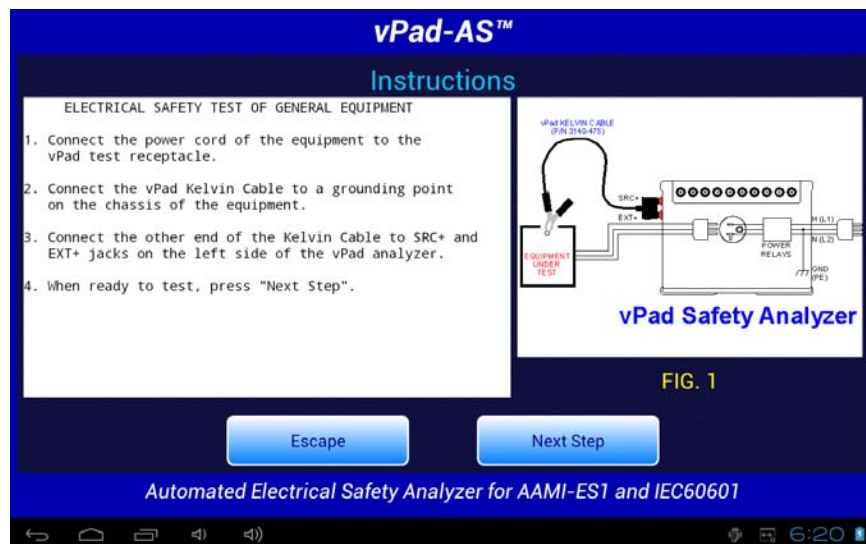 vPad-AS™
Instructions
ELECTRICAL SAFETY TEST OF GENERAL EQUIPMENT
1. Connect the power cord of the equipment to the
vPad test receptacle.
2. Connect the vPad Kelvin Cable to a grounding point
on the chassis of the equipment.
3. Connect the other end of the Kelvin Cable to SRC+ and
EXT+ jacks on the left side of the vPad analyzer.
4. When ready to test, press "Next Step".
vPad KELVIN CABLE
(P/N 3140-475)
SRC+
EXT+
EQUIPMENT
UNDER
TEST
POWER
RELAYS
H (L1)
N (L2)
GND
(PE)
vPad Safety Analyzer
FIG. 1
Escape
Next Step
Automated Electrical Safety Analyzer for AAMI-ES1 and IEC60601
6:20